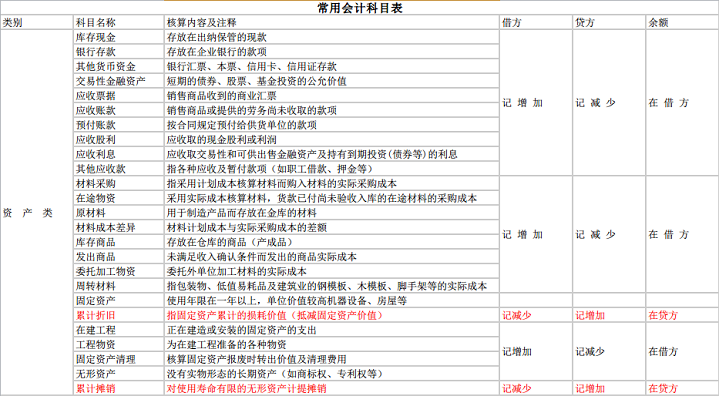 常用会计科目表
类别 科目名称 核算内容及注释 借方 贷方 余额
库存现金 存放在出纳保管的现款
银行存款 存放在企业银行的款项
其他货币资金 银行汇票、本票、信用卡、信用证存款
交易性金融资产 短期的债券、股票、基金投资的公允价值
应收票据 销售商品收到的商业汇票
应收账款 销售商品或提供的劳务尚未收取的款项 记 增 加 记 减 少 在 借 方
预付账款 按合同规定预付给供货单位的款项
应收股利 应收取的现金股利或利润
应收利息 应收取交易性和可供出售金融资产及持有到期投资(债券等)的利息
其他应收款 指各种应收及暂付款项（如职工借款、押金等）
材料采购 指采用计划成本核算材料而购入材料的实际采购成本
在途物资 采用实际成本核算材料，货款已付尚未验收入库的在途材料的采购成本
资 产 类 原材料 用于制造产品而存放在仓库的材料
材料成本差异 材料计划成本与实际采购成本的差额 记 增 加 记 减 少 在 借 方
库存商品 存放在仓库的商品（产成品）
发出商品 未满足收入确认条件而发出的商品实际成本
委托加工物资 委托外单位加工材料的实际成本
周转材料 指包装物、低值易耗品及建筑业的钢模板、木模板、脚手架等的实际成本
固定资产 使用年限在一年以上，单位价值较高机器设备、房屋等
累计折旧 指固定资产累计的损耗价值（抵减固定资产价值） 记减少 记增加 在贷方
在建工程 正在建造或安装的固定资产的支出
工程物资 为在建工程准备的各种物资 记增加 记减少 在借方
固定资产清理 核算固定资产报废时转出价值及清理费用
无形资产 没有实物形态的长期资产（如商标权、专利权等）
累计摊销 对使用寿命有限的无形资产计提摊销 记减少 记增加 在贷方